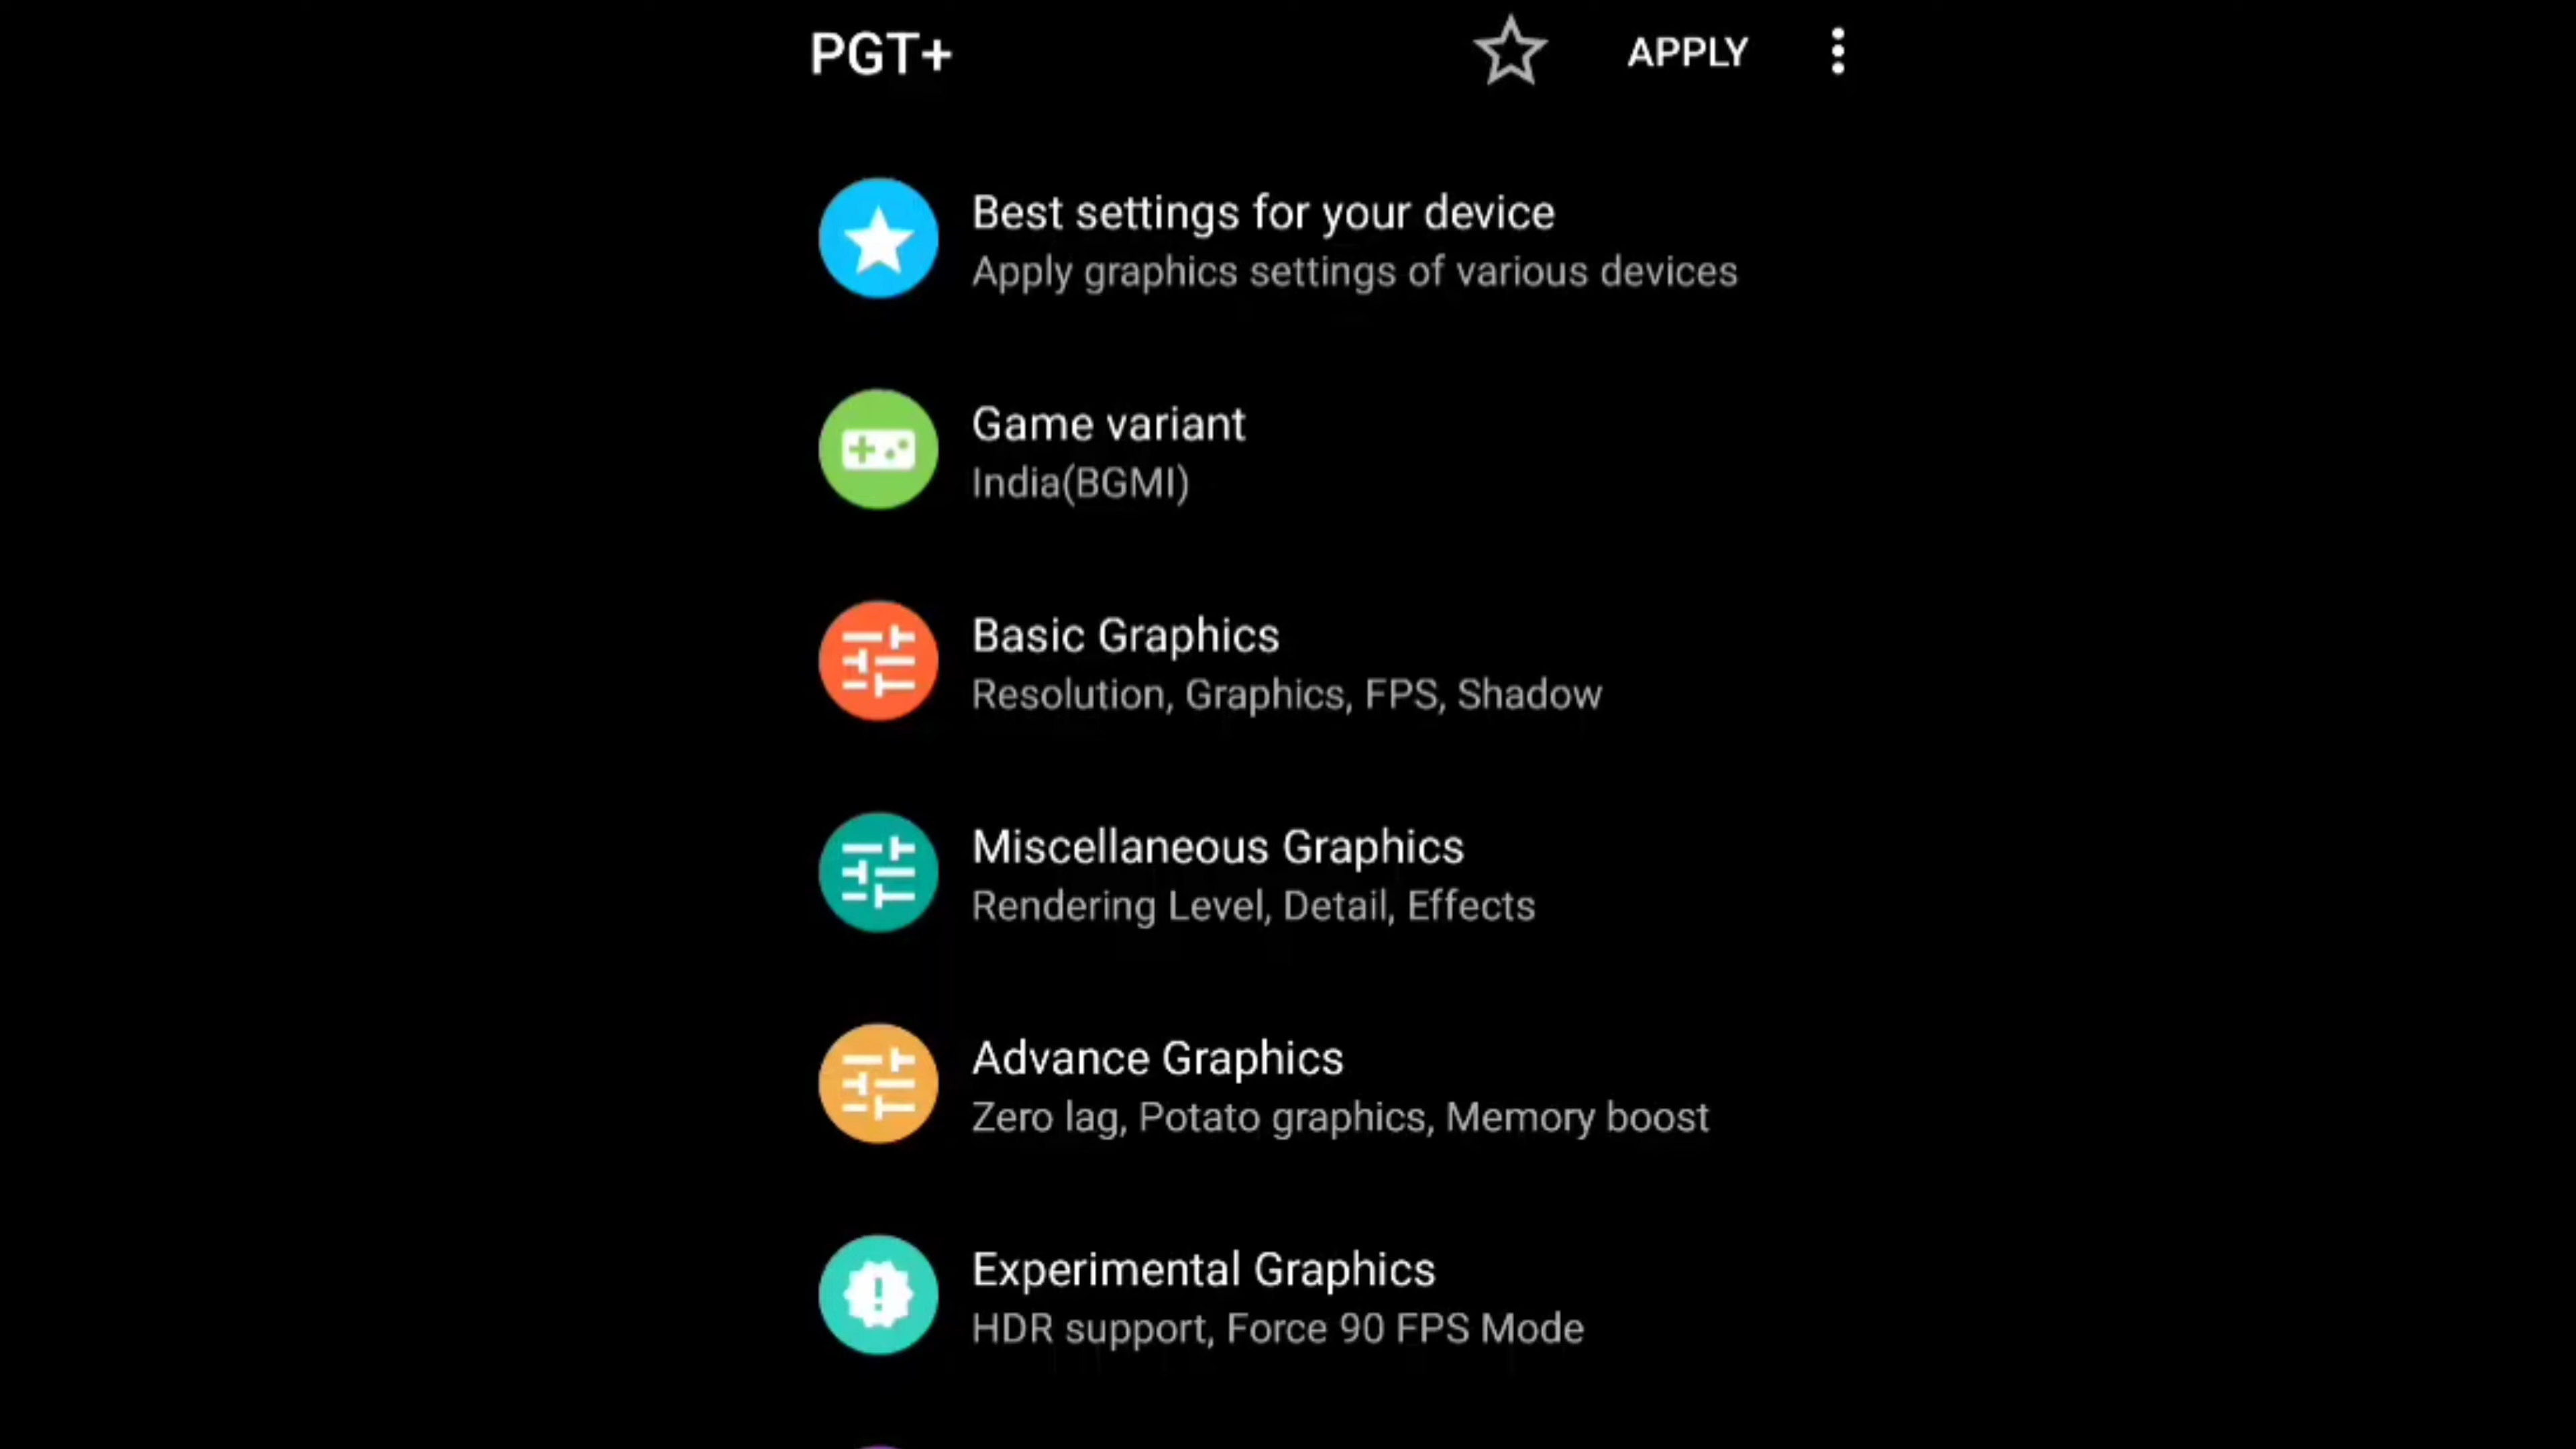 PGT+
APPLY
Best settings for your device
Apply graphics settings of various devices
Game variant
India(BGMI)
Basic Graphics
Resolution, Graphics, FPS, Shadow
Miscellaneous Graphics
Rendering Level, Detail, Effects
Advance Graphics
Zero lag, Potato graphics, Memory boost
Experimental Graphics
HDR support, Force 90 FPS Mode